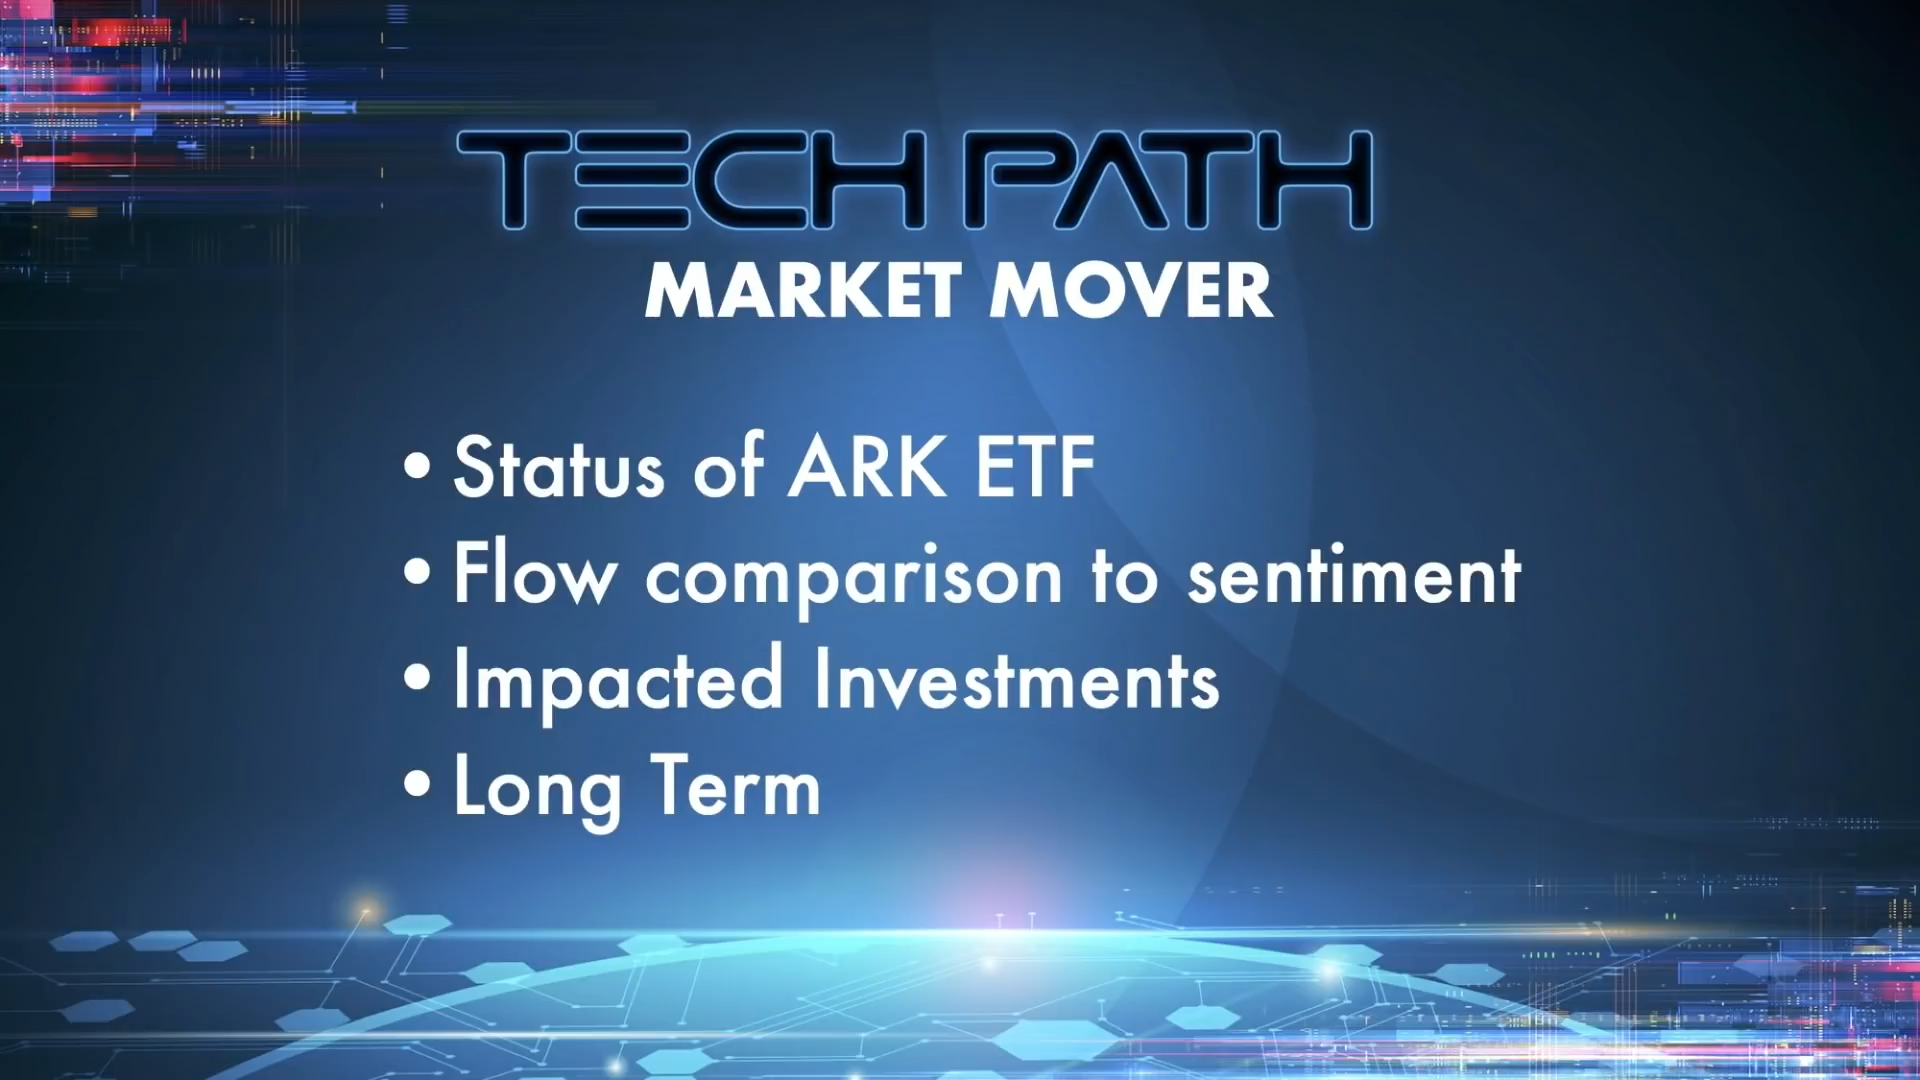 TECH PATH
MARKET MOVER
• Status of ARK ETF
• Flow comparison to sentiment
• Impacted Investments
• Long Term